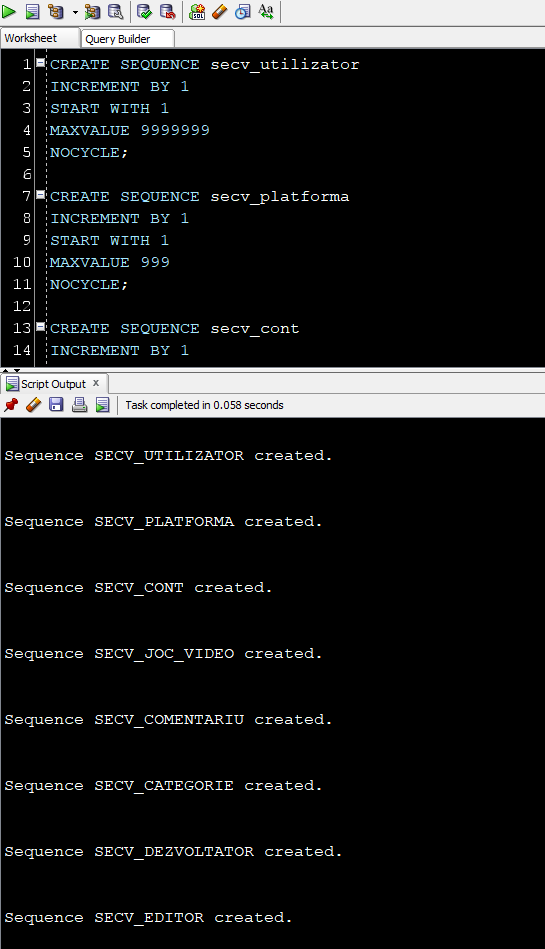 Worksheet
Query Builder
1 CREATE SEQUENCE secv_utilizator
2 INCREMENT BY 1
3 START WITH 1
4 MAXVALUE 9999999
5 NOCYCLE;
6
7 CREATE SEQUENCE secv_platforma
8 INCREMENT BY 1
9 START WITH 1
10 MAXVALUE 999
11 NOCYCLE;
12
13 CREATE SEQUENCE secv_cont
14 INCREMENT BY 1
Script Output x
Task completed in 0.058 seconds
Sequence SECV_UTILIZATOR created.
Sequence SECV_PLATFORMA created.
Sequence SECV_CONT created.
Sequence SECV_JOC_VIDEO created.
Sequence SECV_COMENTARIU created.
Sequence SECV_CATEGORIE created.
Sequence SECV_DEZVOLTATOR created.
Sequence SECV_EDITOR created.